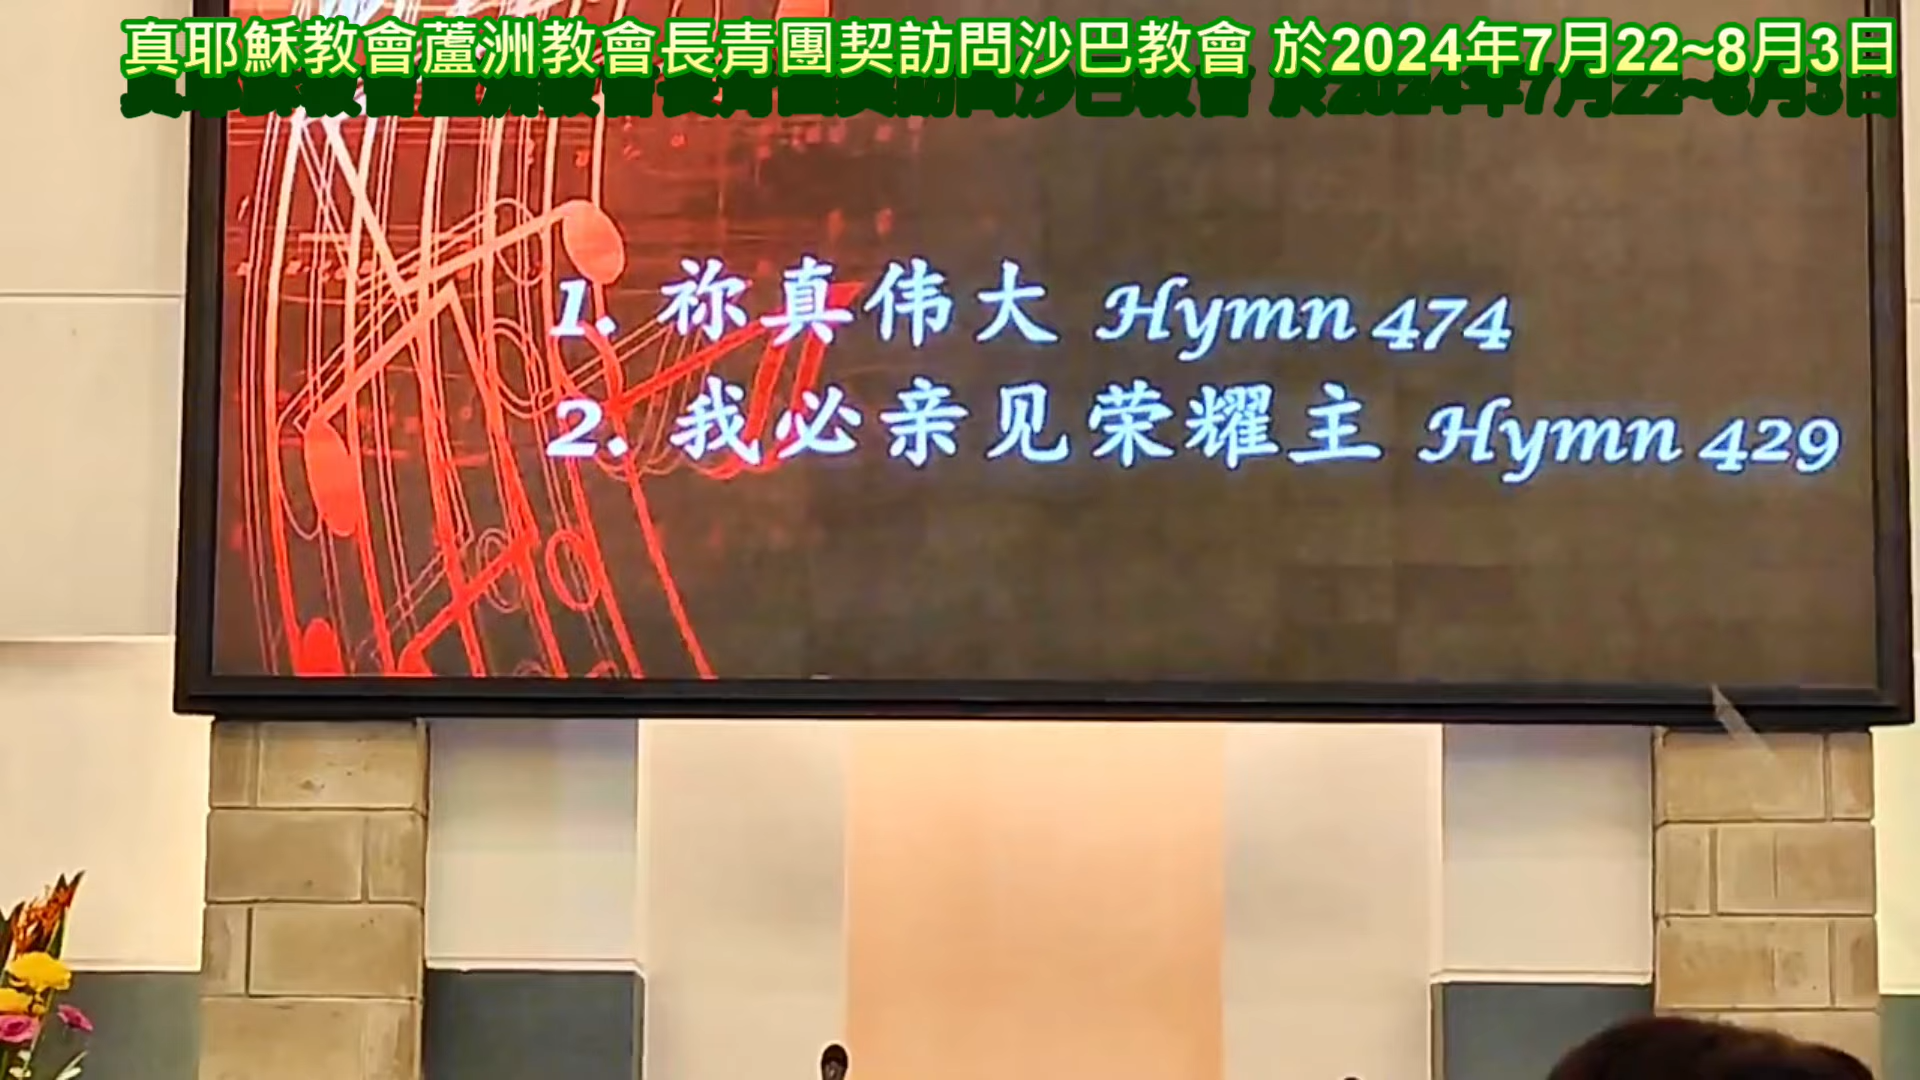 真耶穌教會蘆洲教會長青團契訪問沙巴教會 於2024年7月22~8月3日
1. 祢真伟大 Hymn 474
2. 我必亲见荣耀主 Hymn 429